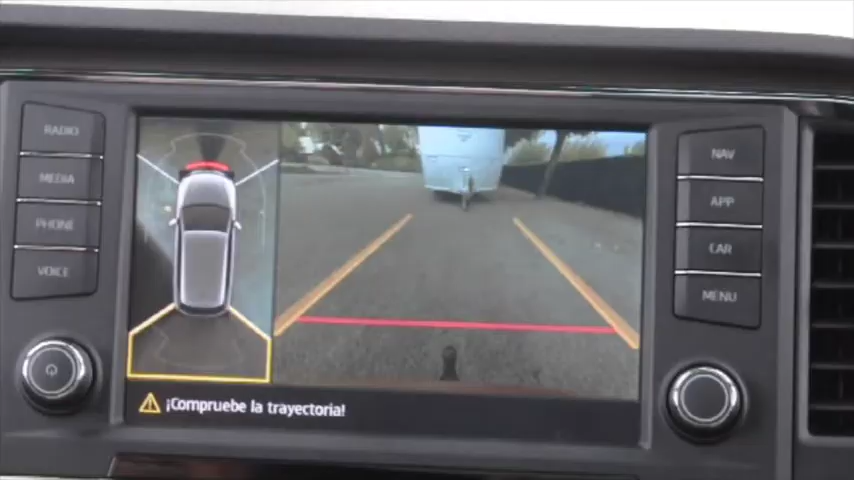 RADIO
MEDIA
PHONE
VOICE
NAV
APP
CAR
MENU
¡Compruebe la trayectoria!